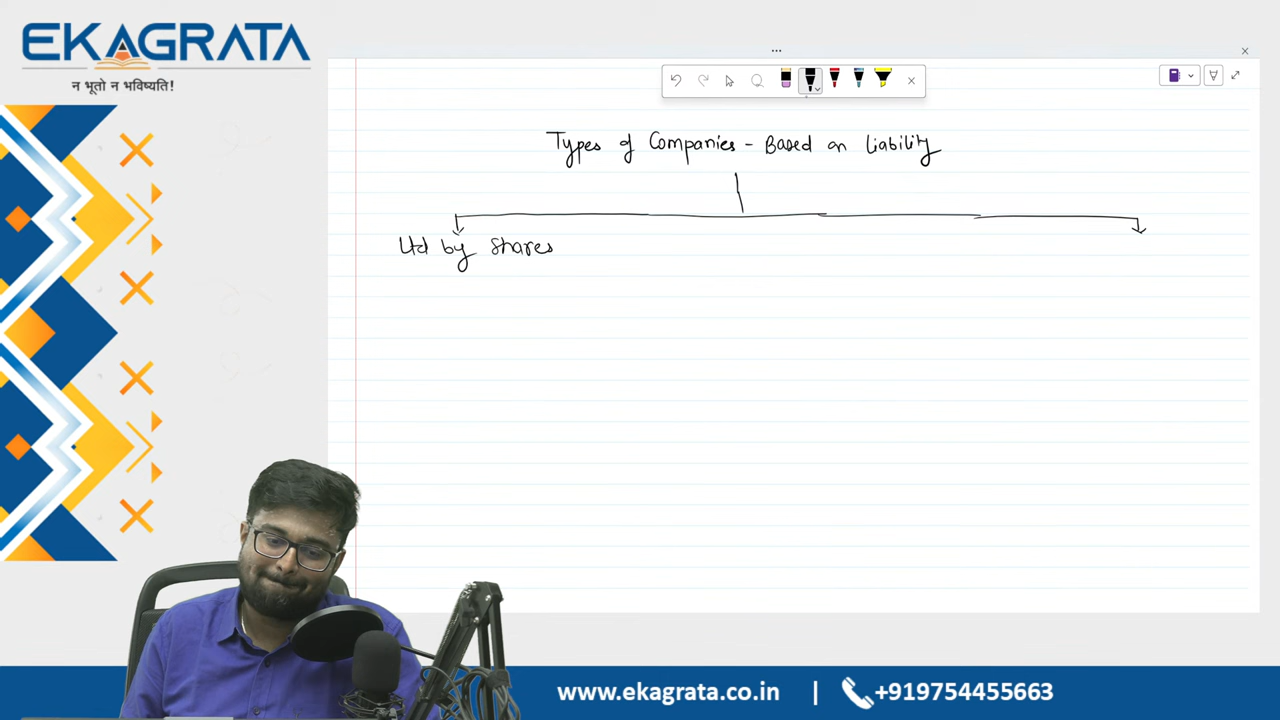 EKAGRATA
न भूतो न भविष्यति!
Types of Companies - Based on Liability
Ltd by Shares
www.ekagrata.co.in | +919754455663